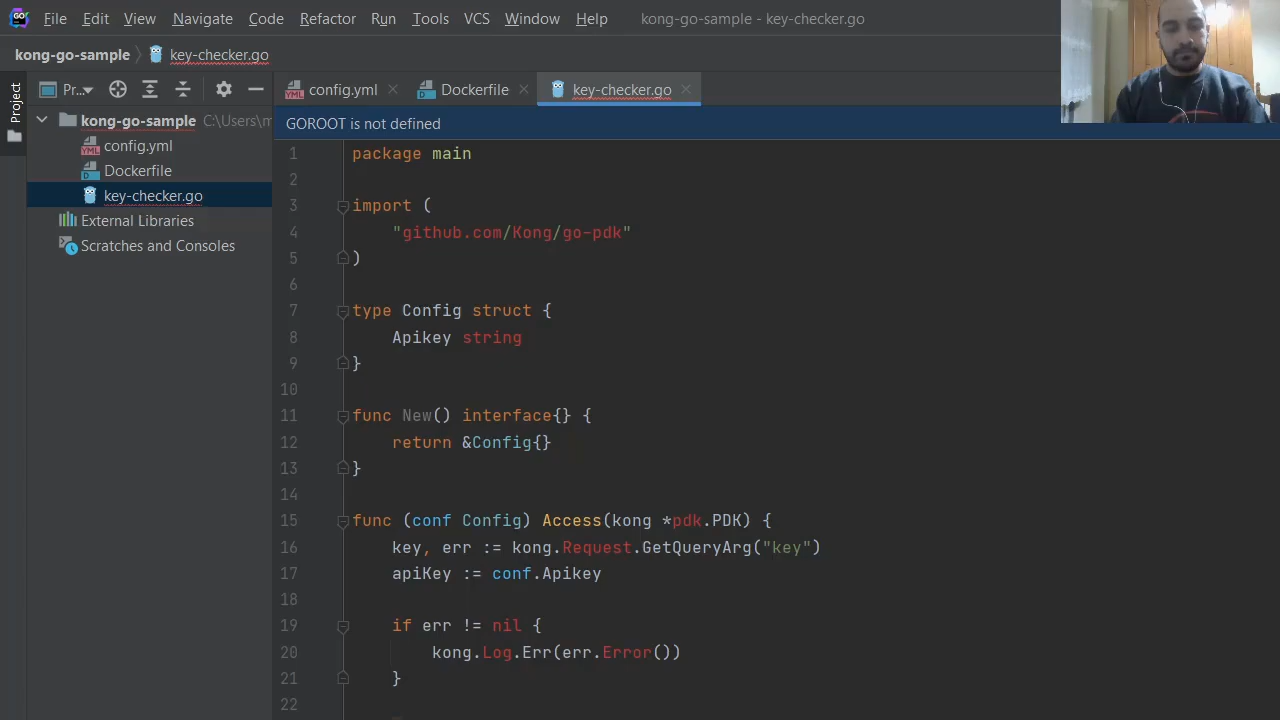 GO File Edit View Navigate Code Refactor Run Tools VCS Window Help kong-go-sample - key-checker.go
kong-go-sample key-checker.go
Project
Pr...
config.yml Dockerfile key-checker.go
kong-go-sample C:\Users\m
config.yml
Dockerfile
key-checker.go
External Libraries
Scratches and Consoles
GOROOT is not defined
1 package main
2
3 import (
4 "github.com/Kong/go-pdk"
5 )
6
7 type Config struct {
8 Apikey string
9 }
10
11 func New() interface{} {
12 return &Config{}
13 }
14
15 func (conf Config) Access(kong *pdk.PDK) {
16 key, err := kong.Request.GetQueryArg("key")
17 apiKey := conf.Apikey
18
19 if err != nil {
20 kong.Log.Err(err.Error())
21 }
22